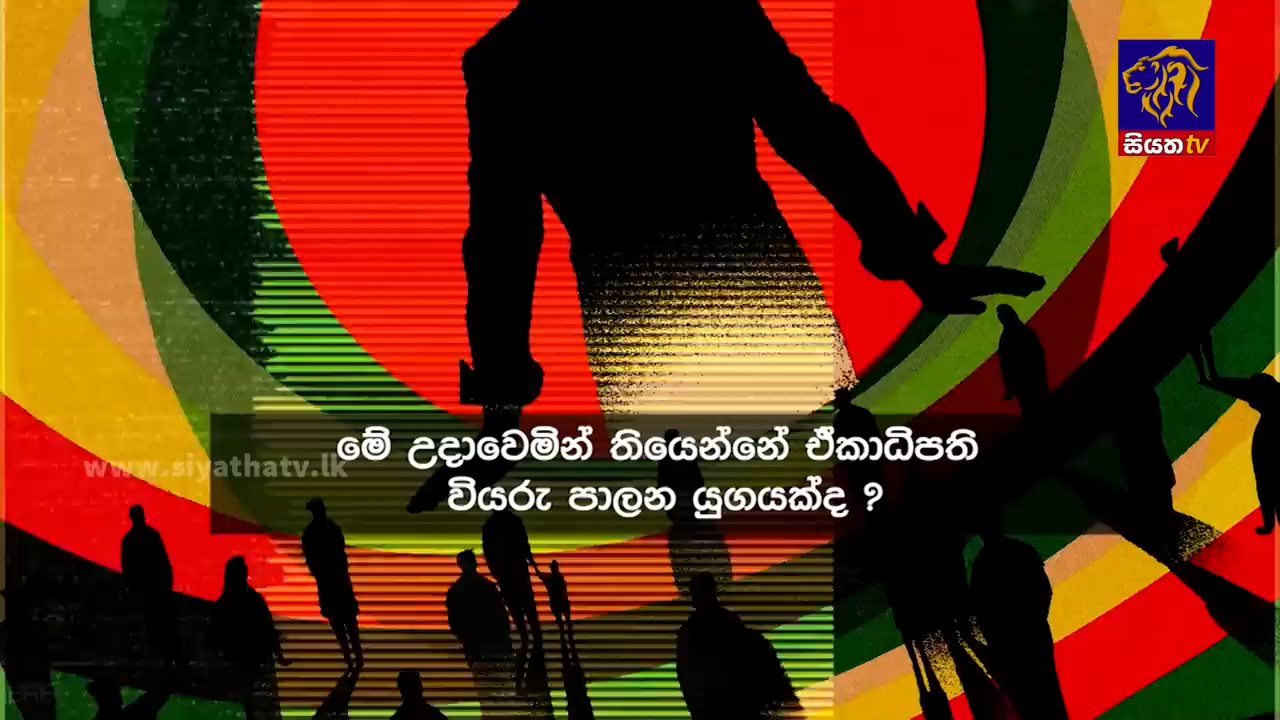 සියත tv
www.siyathatv.lk
මේ උදාවෙමින් තියෙන්නේ ඒකාධිපති
වියරු පාලන යුගයක්ද ?